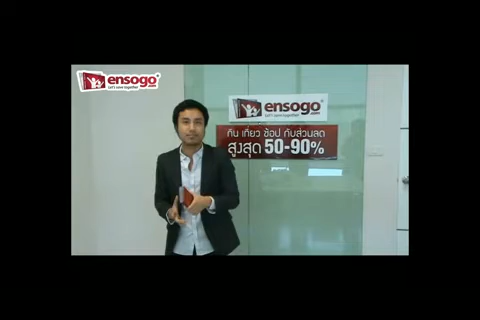 ensogo
Let's save together
ensogo
.com
Let's save together
กิน เที่ยว ช้อป กับส่วนลด
สูงสุด 50-90%